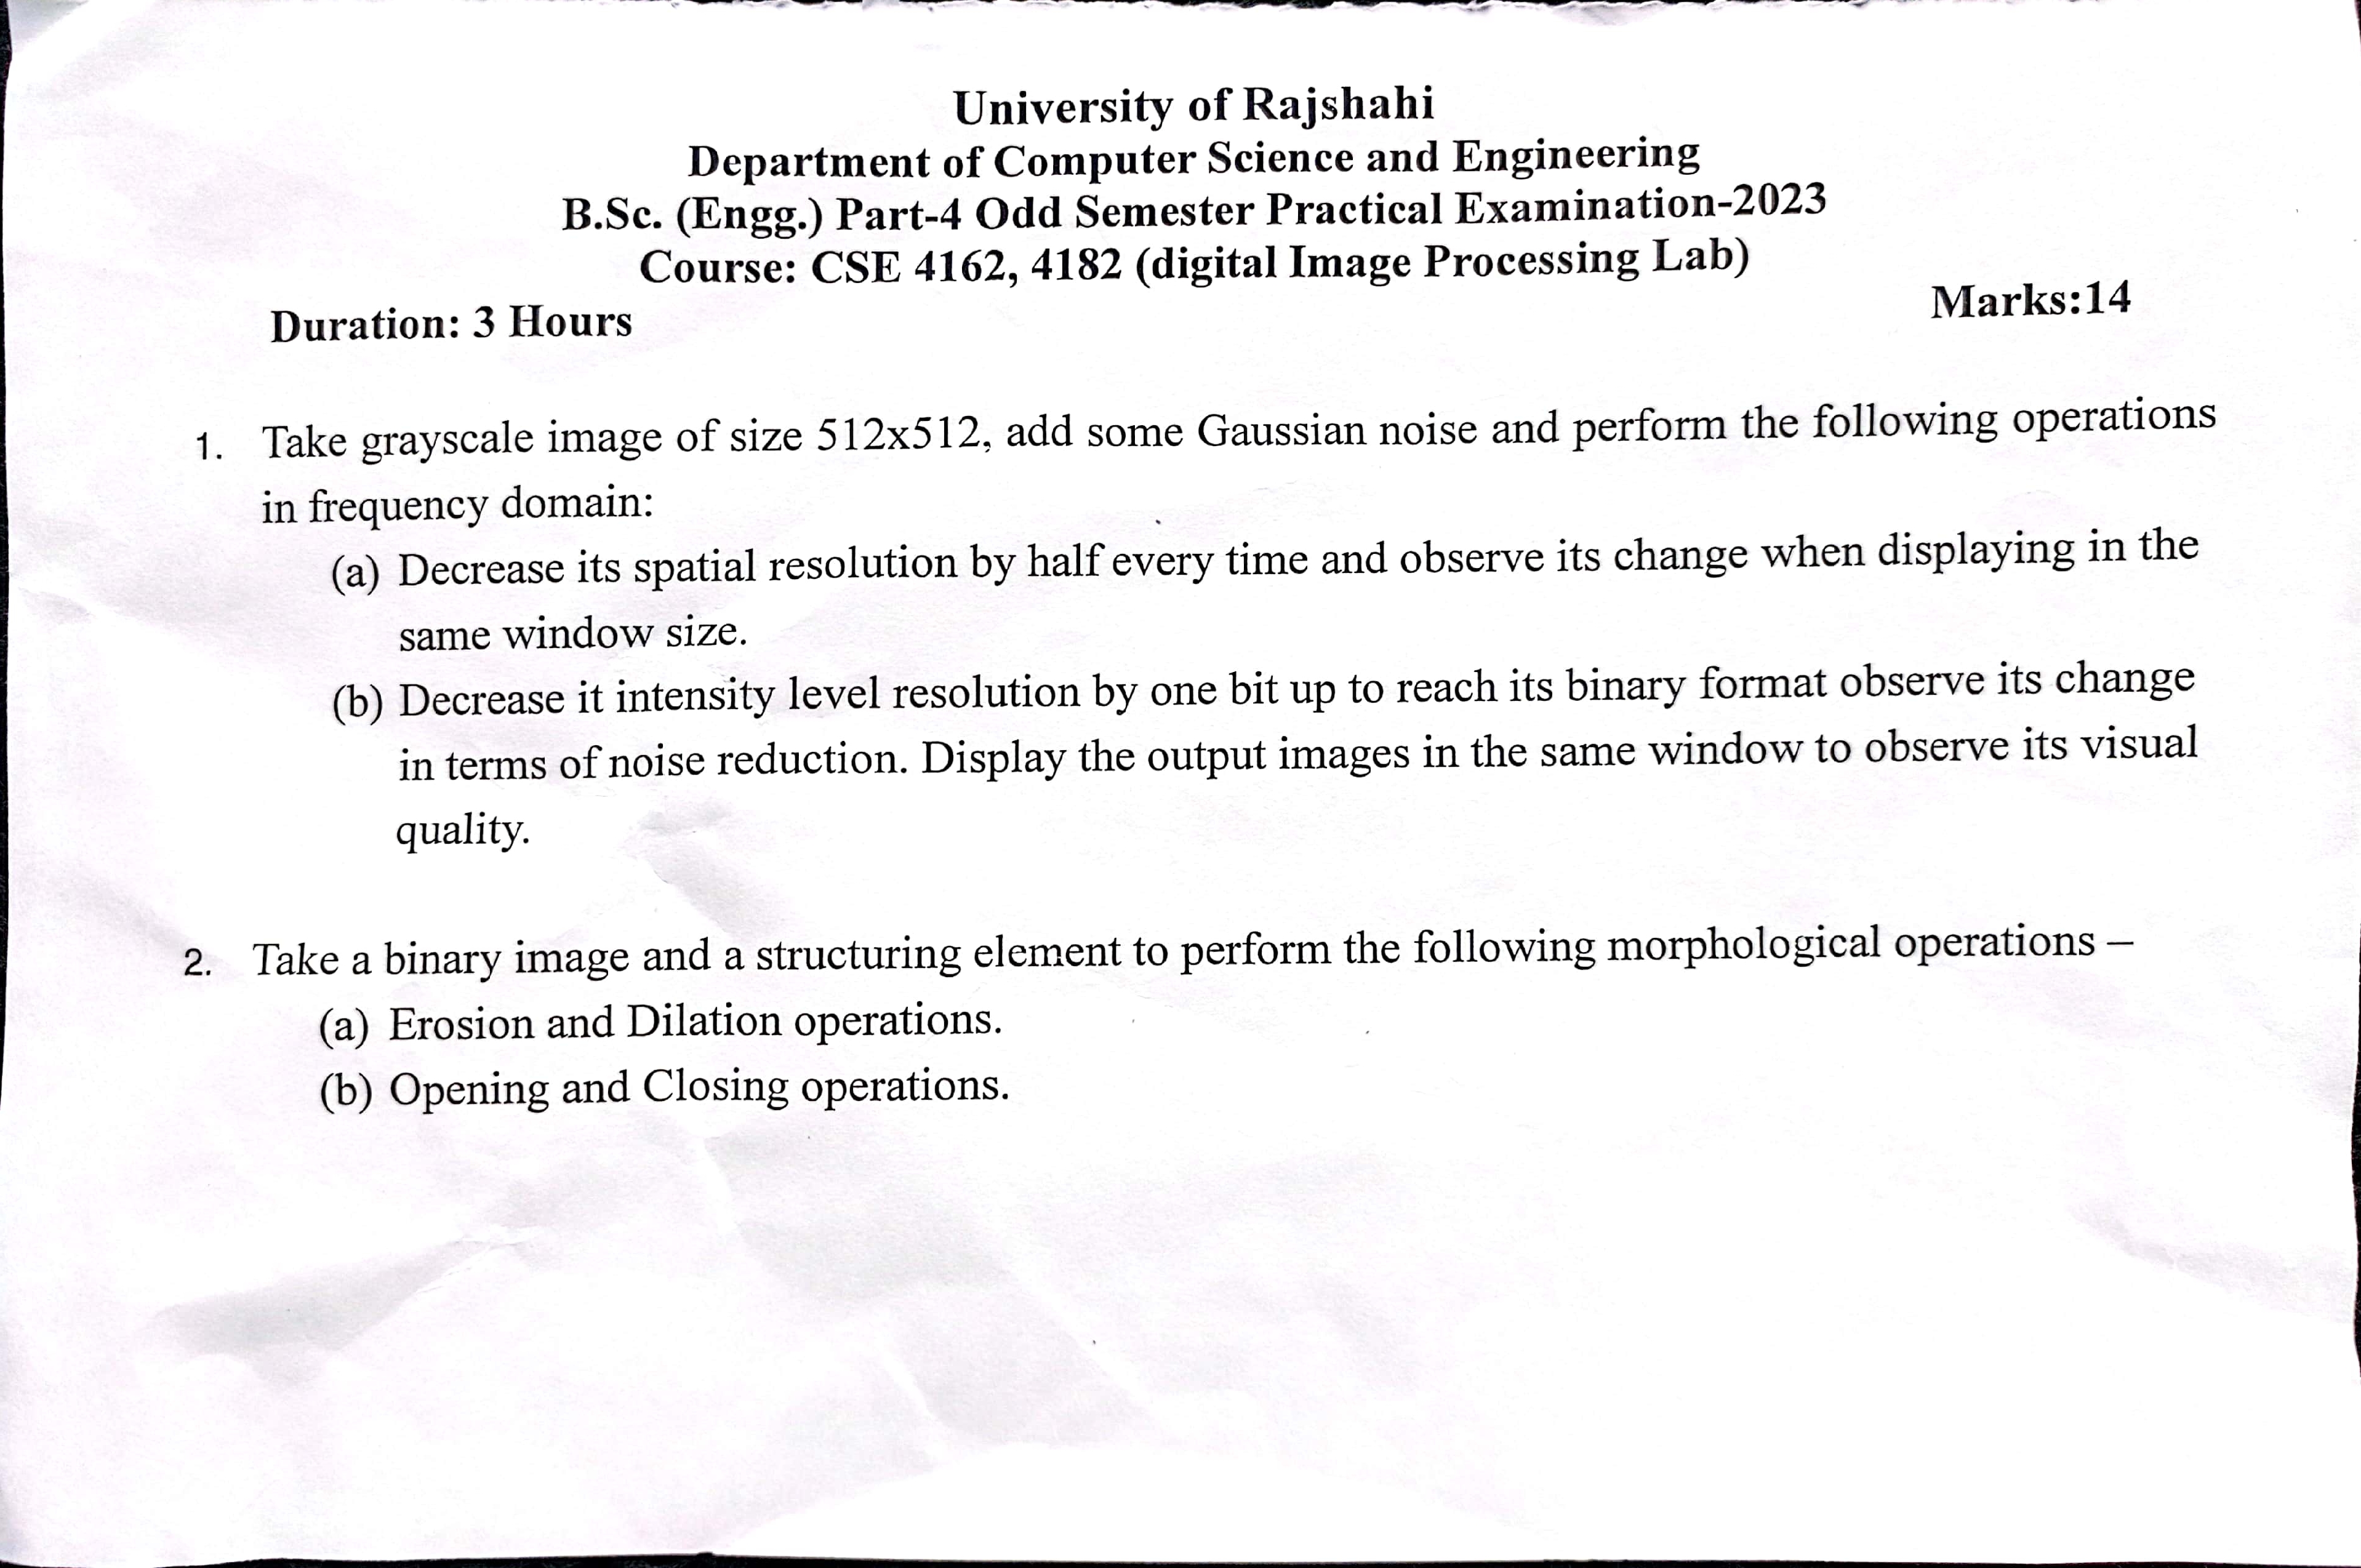 University of Rajshahi
Department of Computer Science and Engineering
B.Sc. (Engg.) Part-4 Odd Semester Practical Examination-2023
Course: CSE 4162, 4182 (digital Image Processing Lab)
Duration: 3 Hours Marks:14
1. Take grayscale image of size 512x512, add some Gaussian noise and perform the following operations
in frequency domain:
(a) Decrease its spatial resolution by half every time and observe its change when displaying in the
same window size.
(b) Decrease it intensity level resolution by one bit up to reach its binary format observe its change
in terms of noise reduction. Display the output images in the same window to observe its visual
quality.
2. Take a binary image and a structuring element to perform the following morphological operations –
(a) Erosion and Dilation operations.
(b) Opening and Closing operations.